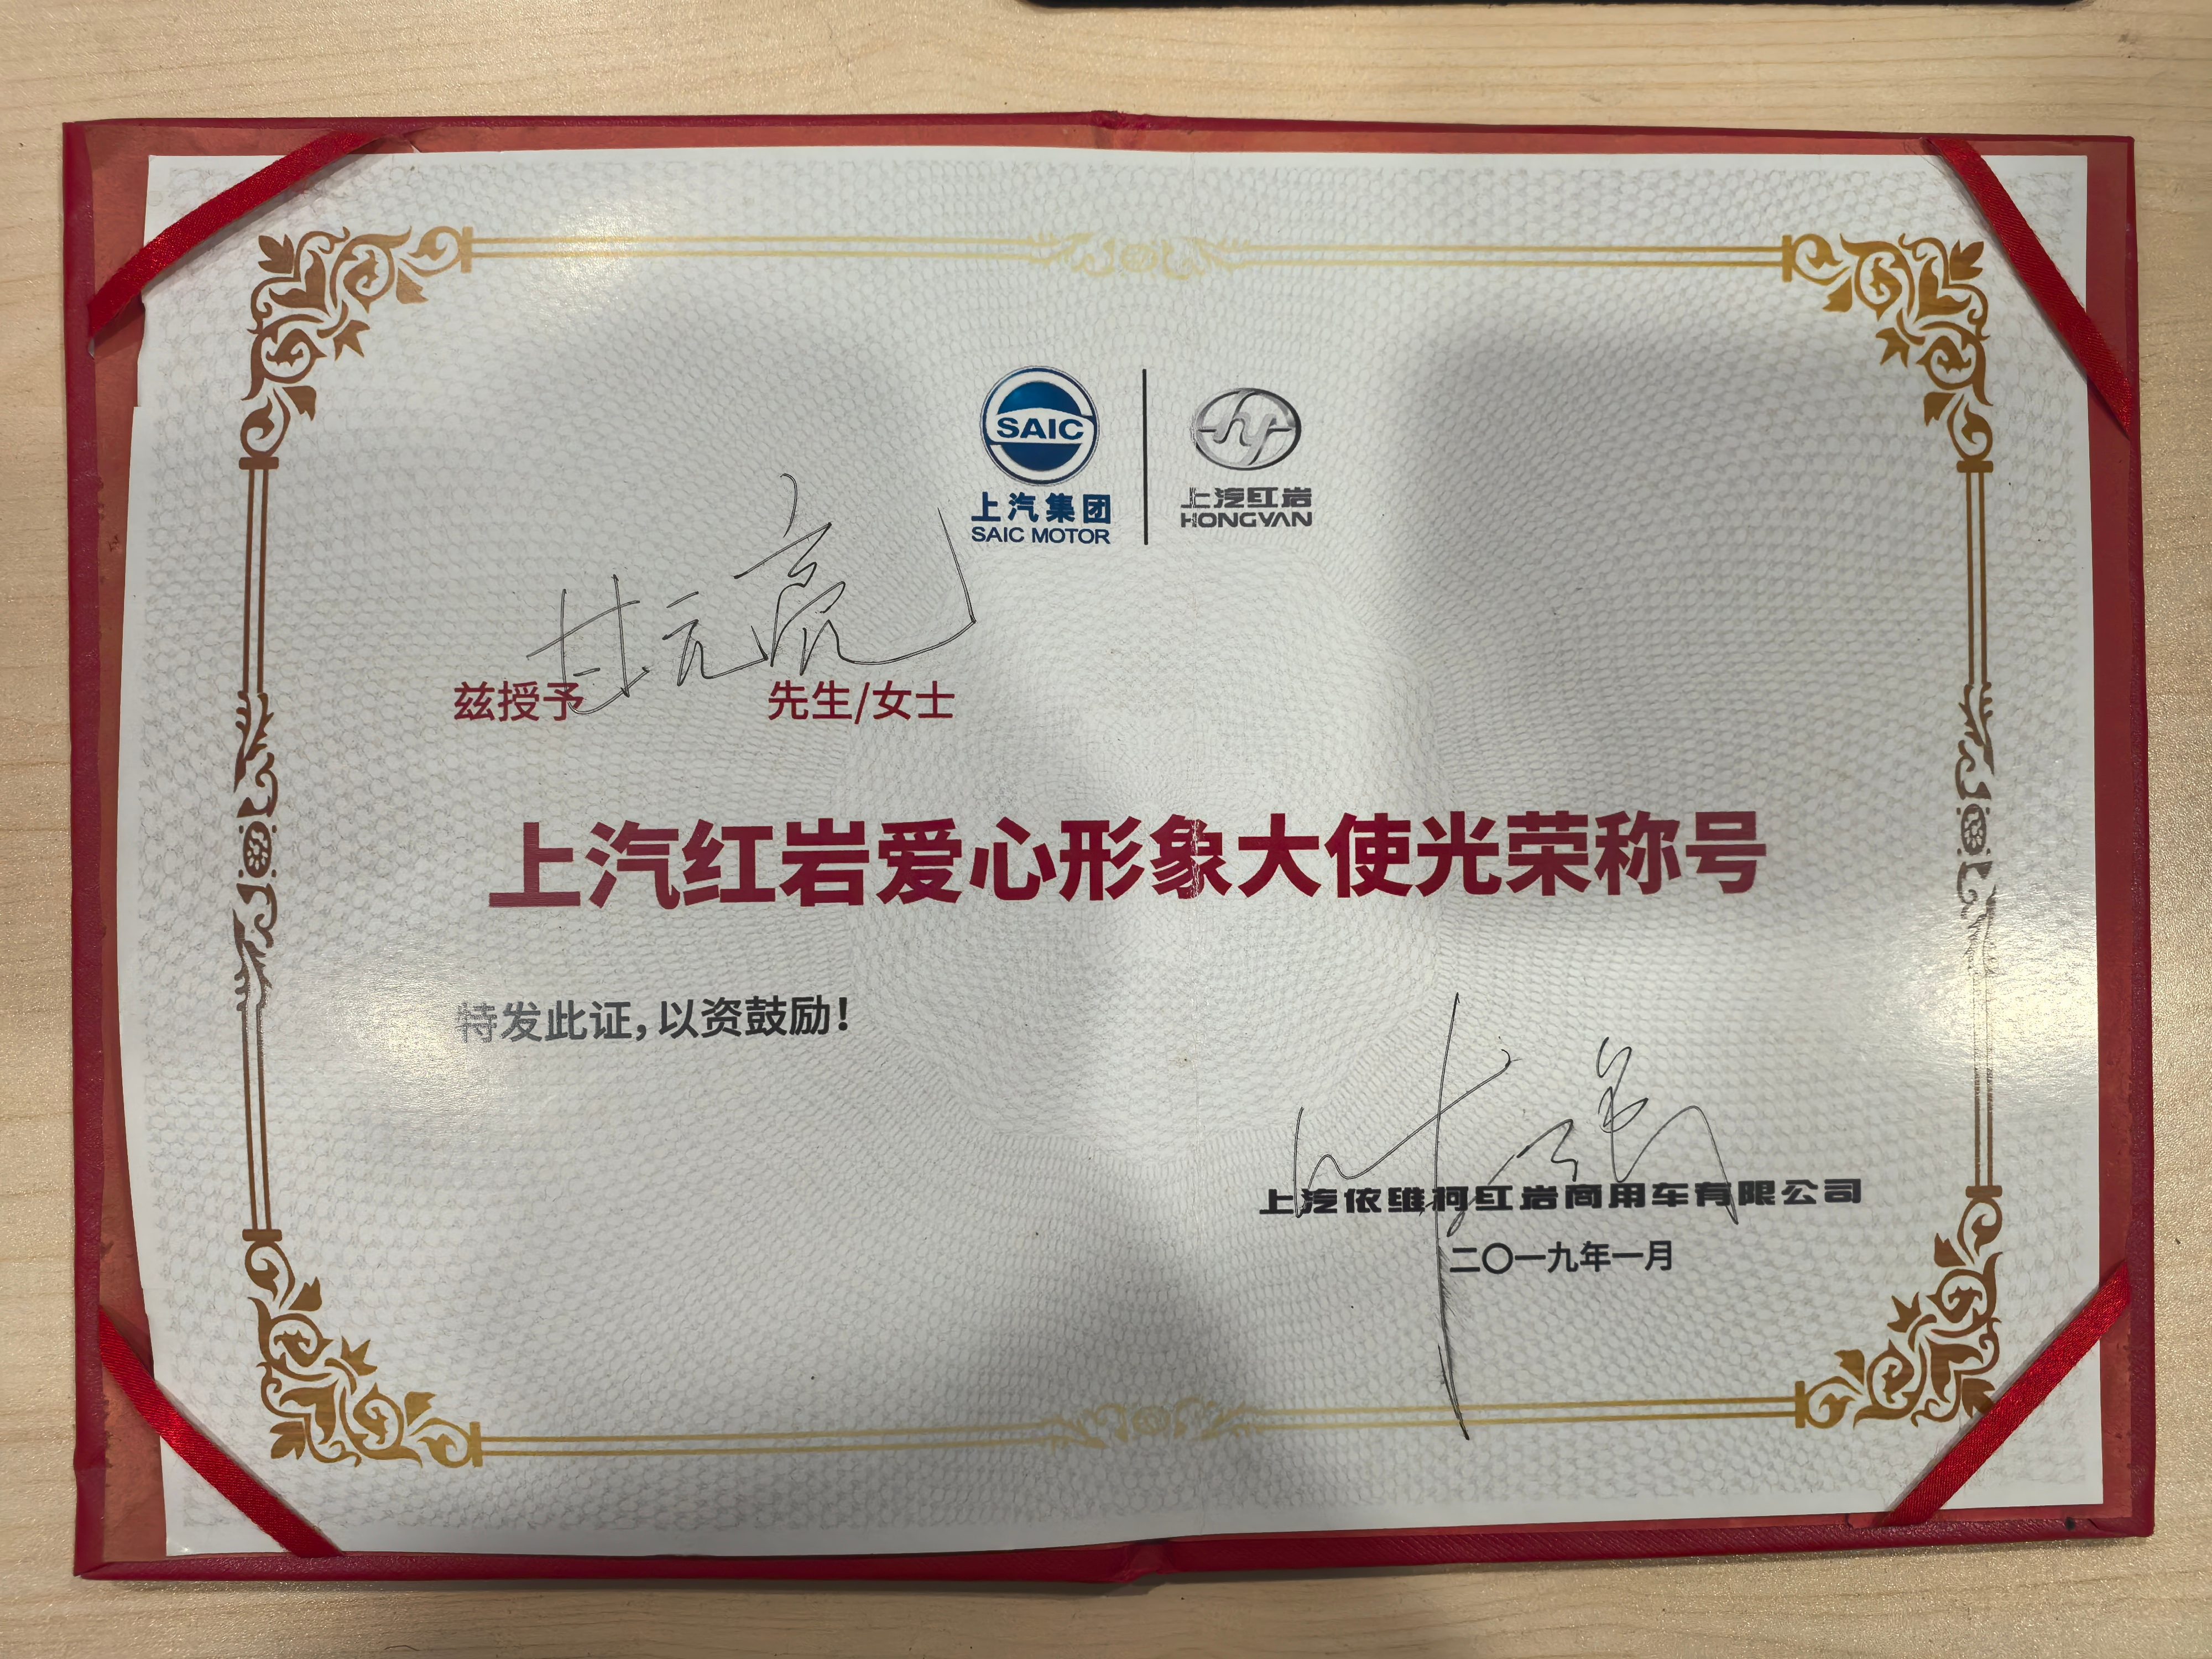 SAIC
上汽集团
SAIC MOTOR
上汽红岩
HONGYAN
兹授予 甘元亮 先生/女士
上汽红岩爱心形象大使光荣称号
特发此证，以资鼓励！
上汽依维柯红岩商用车有限公司
二〇一九年一月